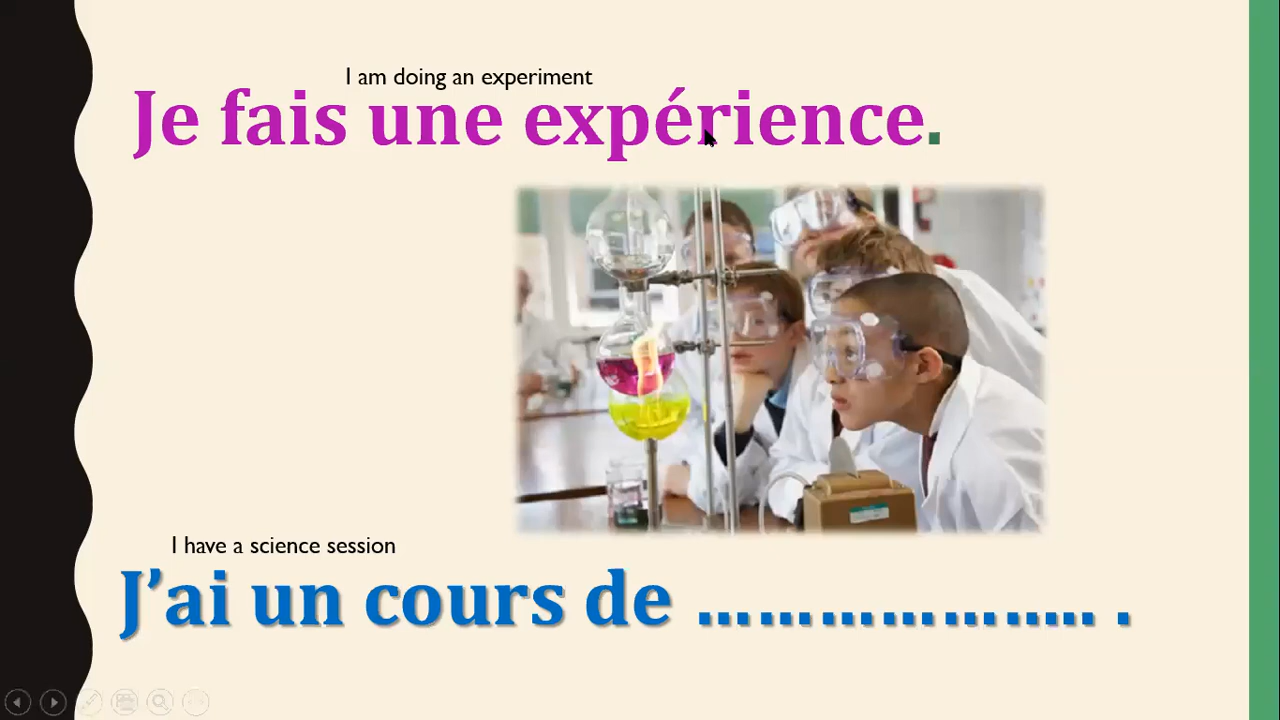 I am doing an experiment
Je fais une expérience.
I have a science session
J'ai un cours de ……………….. .